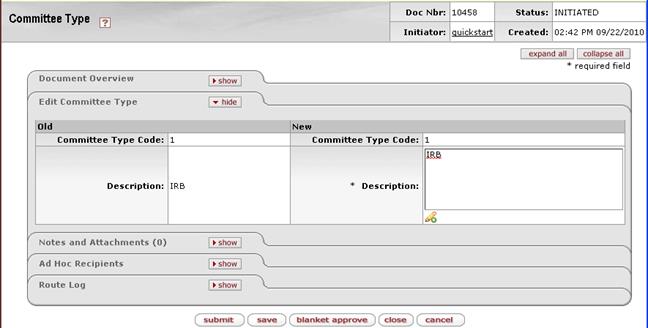 Committee Type ?
Doc Nbr: 10458 Status: INITIATED
Initiator: quickstart Created: 02:42 PM 09/22/2010
expand all collapse all
* required field
Document Overview show
Edit Committee Type hide
Old New
Committee Type Code: 1 Committee Type Code: 1
Description: IRB * Description: IRB
Notes and Attachments (0) show
Ad Hoc Recipients show
Route Log show
submit save blanket approve close cancel